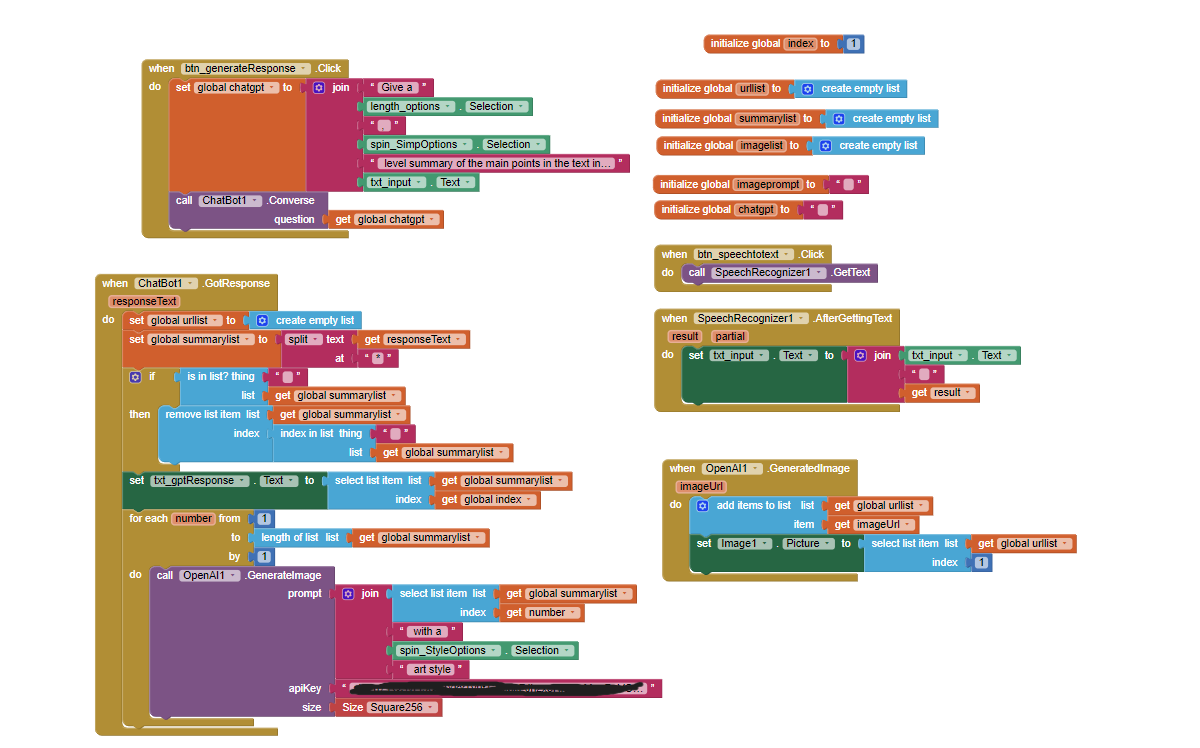 when btn_generateResponse .Click
do set global chatgpt to join " Give a "
length_options . Selection
" , "
spin_SimpOptions . Selection
" level summary of the main points in the text in... "
txt_input . Text
call ChatBot1 .Converse
question get global chatgpt
when ChatBot1 .GotResponse
responseText
do set global urllist to create empty list
set global summarylist to split text get responseText
at " * "
if is in list? thing " "
list get global summarylist
then remove list item list get global summarylist
index index in list thing " "
list get global summarylist
set txt_gptResponse . Text to select list item list get global summarylist
index get global index
for each number from 1
to length of list list get global summarylist
by 1
do call OpenAI1 .GenerateImage
prompt join select list item list get global summarylist
index get number
" with a "
spin_StyleOptions . Selection
" art style "
apiKey " "
size Size Square256
initialize global index to 1
initialize global urllist to create empty list
initialize global summarylist to create empty list
initialize global imagelist to create empty list
initialize global imageprompt to " "
initialize global chatgpt to " "
when btn_speechtotext .Click
do call SpeechRecognizer1 .GetText
when SpeechRecognizer1 .AfterGettingText
result partial
do set txt_input . Text to join txt_input . Text
" "
get result
when OpenAI1 .GeneratedImage
imageUrl
do add items to list list get global urllist
item get imageUrl
set Image1 . Picture to select list item list get global urllist
index 1